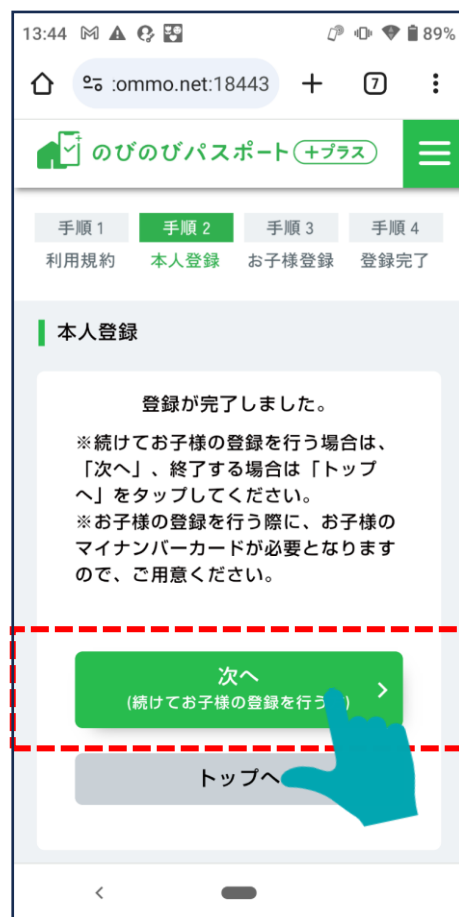 13:44 89%
:ommo.net:18443 7
のびのびパスポート +プラス
手順 1 手順 2 手順 3 手順 4
利用規約 本人登録 お子様登録 登録完了
本人登録
登録が完了しました。
※続けてお子様の登録を行う場合は、
「次へ」、終了する場合は「トップ
へ」をタップしてください。
※お子様の登録を行う際に、お子様の
マイナンバーカードが必要となります
ので、ご用意ください。
次へ
(続けてお子様の登録を行う)
トップへ